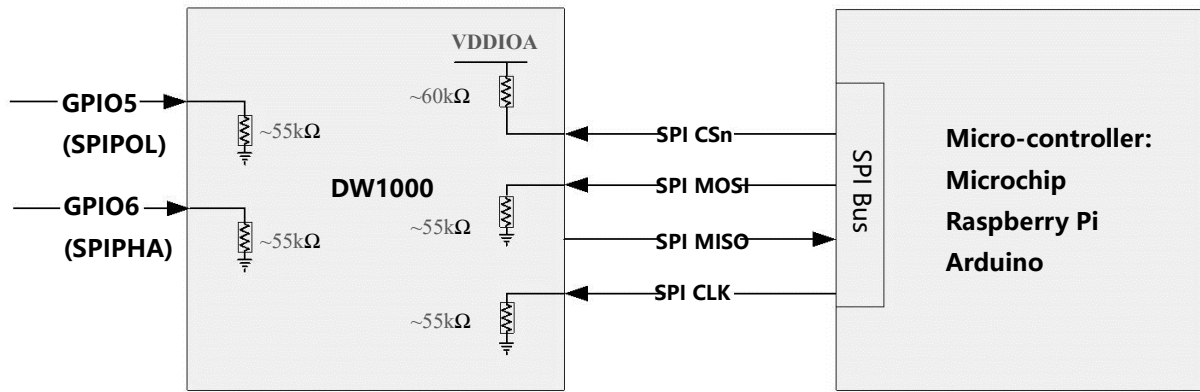 GPIO5
(SPIPOL)
~55kΩ
GPIO6
(SPIPHA)
~55kΩ
DW1000
VDDIOA
~60kΩ
~55kΩ
~55kΩ
SPI CSn
SPI MOSI
SPI MISO
SPI CLK
SPI Bus
Micro-controller:
Microchip
Raspberry Pi
Arduino